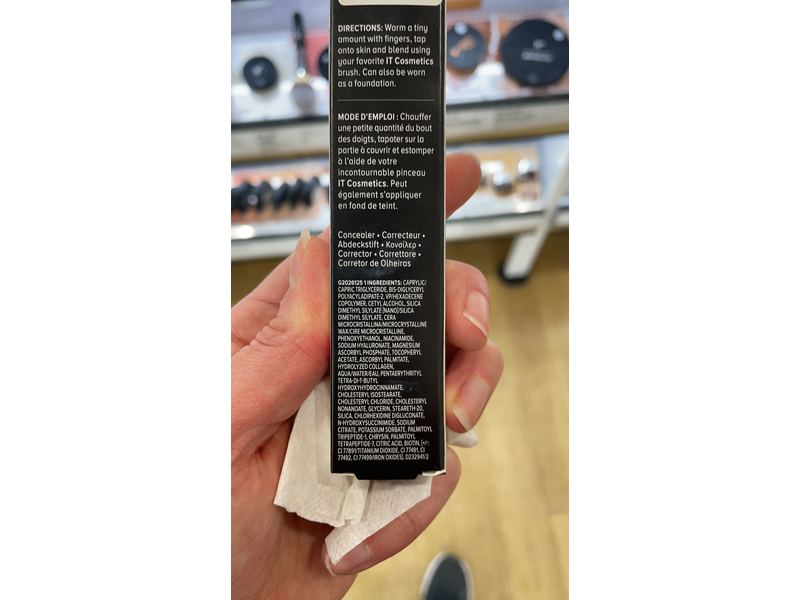 DIRECTIONS: Warm a tiny
amount with fingers, tap
onto skin and blend using
your favorite IT Cosmetics
brush. Can also be worn
as a foundation.
MODE D'EMPLOI : Chauffer
une petite quantité du bout
des doigts, tapoter sur la
partie à couvrir et estomper
à l'aide de votre
incontournable pinceau
IT Cosmetics. Peut
également s'appliquer
en fond de teint.
Concealer • Correcteur •
Abdeckstift • Κονσίλερ •
Corrector • Correttore •
Corretor de Olheiras
G2026125 1 INGREDIENTS: CAPRYLIC/
CAPRIC TRIGLYCERIDE, BIS-DIGLYCERYL
POLYACYLADIPATE-2, VP/HEXADECENE
COPOLYMER, CETYL ALCOHOL, SILICA
DIMETHYL SILYLATE [NANO]/SILICA
DIMETHYL SILYLATE, CERA
MICROCRISTALLINA/MICROCRYSTALLINE
WAX/CIRE MICROCRISTALLINE,
PHENOXYETHANOL, NIACINAMIDE,
SODIUM HYALURONATE, MAGNESIUM
ASCORBYL PHOSPHATE, TOCOPHERYL
ACETATE, ASCORBYL PALMITATE,
HYDROLYZED COLLAGEN,
AQUA/WATER/EAU, PENTAERYTHRITYL
TETRA-DI-T-BUTYL
HYDROXYHYDROCINNAMATE,
CHOLESTERYL ISOSTEARATE,
CHOLESTERYL CHLORIDE, CHOLESTERYL
NONANOATE, GLYCERIN, STEARETH-20,
SILICA, CHLORHEXIDINE DIGLUCONATE,
N-HYDROXYSUCCINIMIDE, SODIUM
CITRATE, POTASSIUM SORBATE, PALMITOYL
TRIPEPTIDE-1, CHRYSIN, PALMITOYL
TETRAPEPTIDE-7, CITRIC ACID, BIOTIN, [+/-:
CI 77891/TITANIUM DIOXIDE, CI 77491, CI
77492, CI 77499/IRON OXIDES]. D232941/2